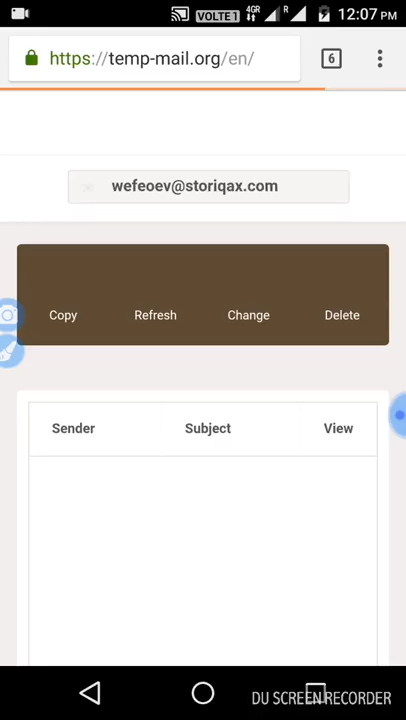 VOLTE 1 4G R 12:07 PM
https://temp-mail.org/en/ 6
wefeoev@storiqax.com
Copy Refresh Change Delete
Sender Subject View
DU SCREEN RECORDER